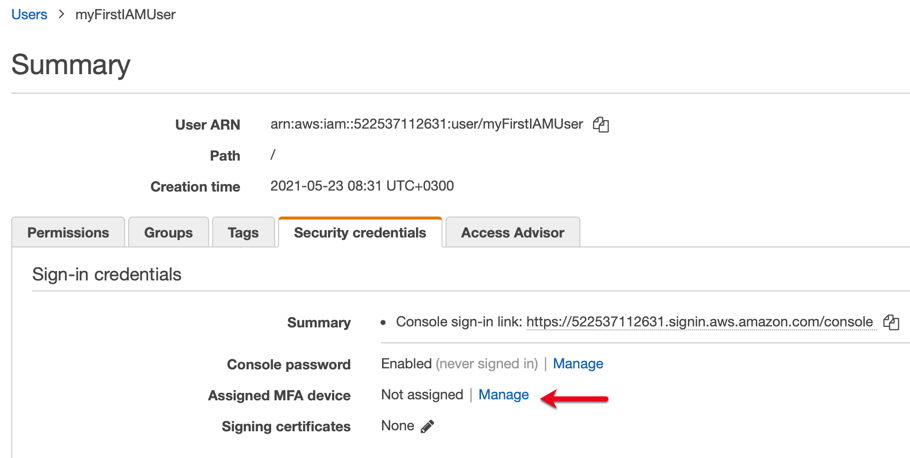 Users > myFirstIAMUser
Summary
User ARN arn:aws:iam::522537112631:user/myFirstIAMUser
Path /
Creation time 2021-05-23 08:31 UTC+0300
Permissions Groups Tags Security credentials Access Advisor
Sign-in credentials
Summary • Console sign-in link: https://522537112631.signin.aws.amazon.com/console
Console password Enabled (never signed in) | Manage
Assigned MFA device Not assigned | Manage
Signing certificates None